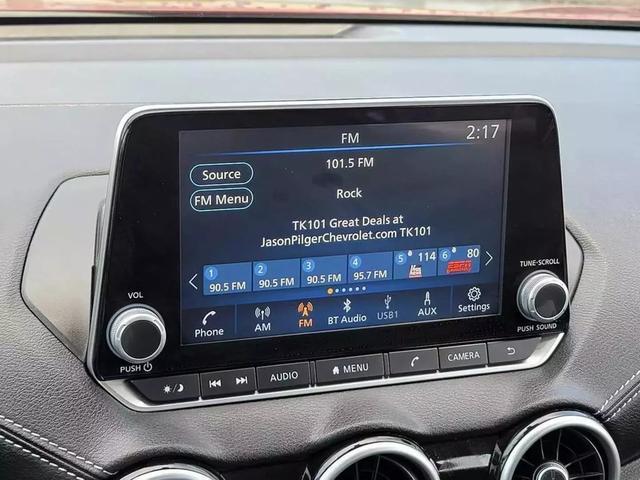 FM
2:17
101.5 FM
Source
Rock
FM Menu
TK101 Great Deals at
JasonPilgerChevrolet.com TK101
1 2 3 4 5 114 6 80
90.5 FM 90.5 FM 90.5 FM 95.7 FM ESPN
Phone AM FM BT Audio USB1 AUX Settings
VOL
TUNE-SCROLL
PUSH
PUSH SOUND
AUDIO MENU CAMERA